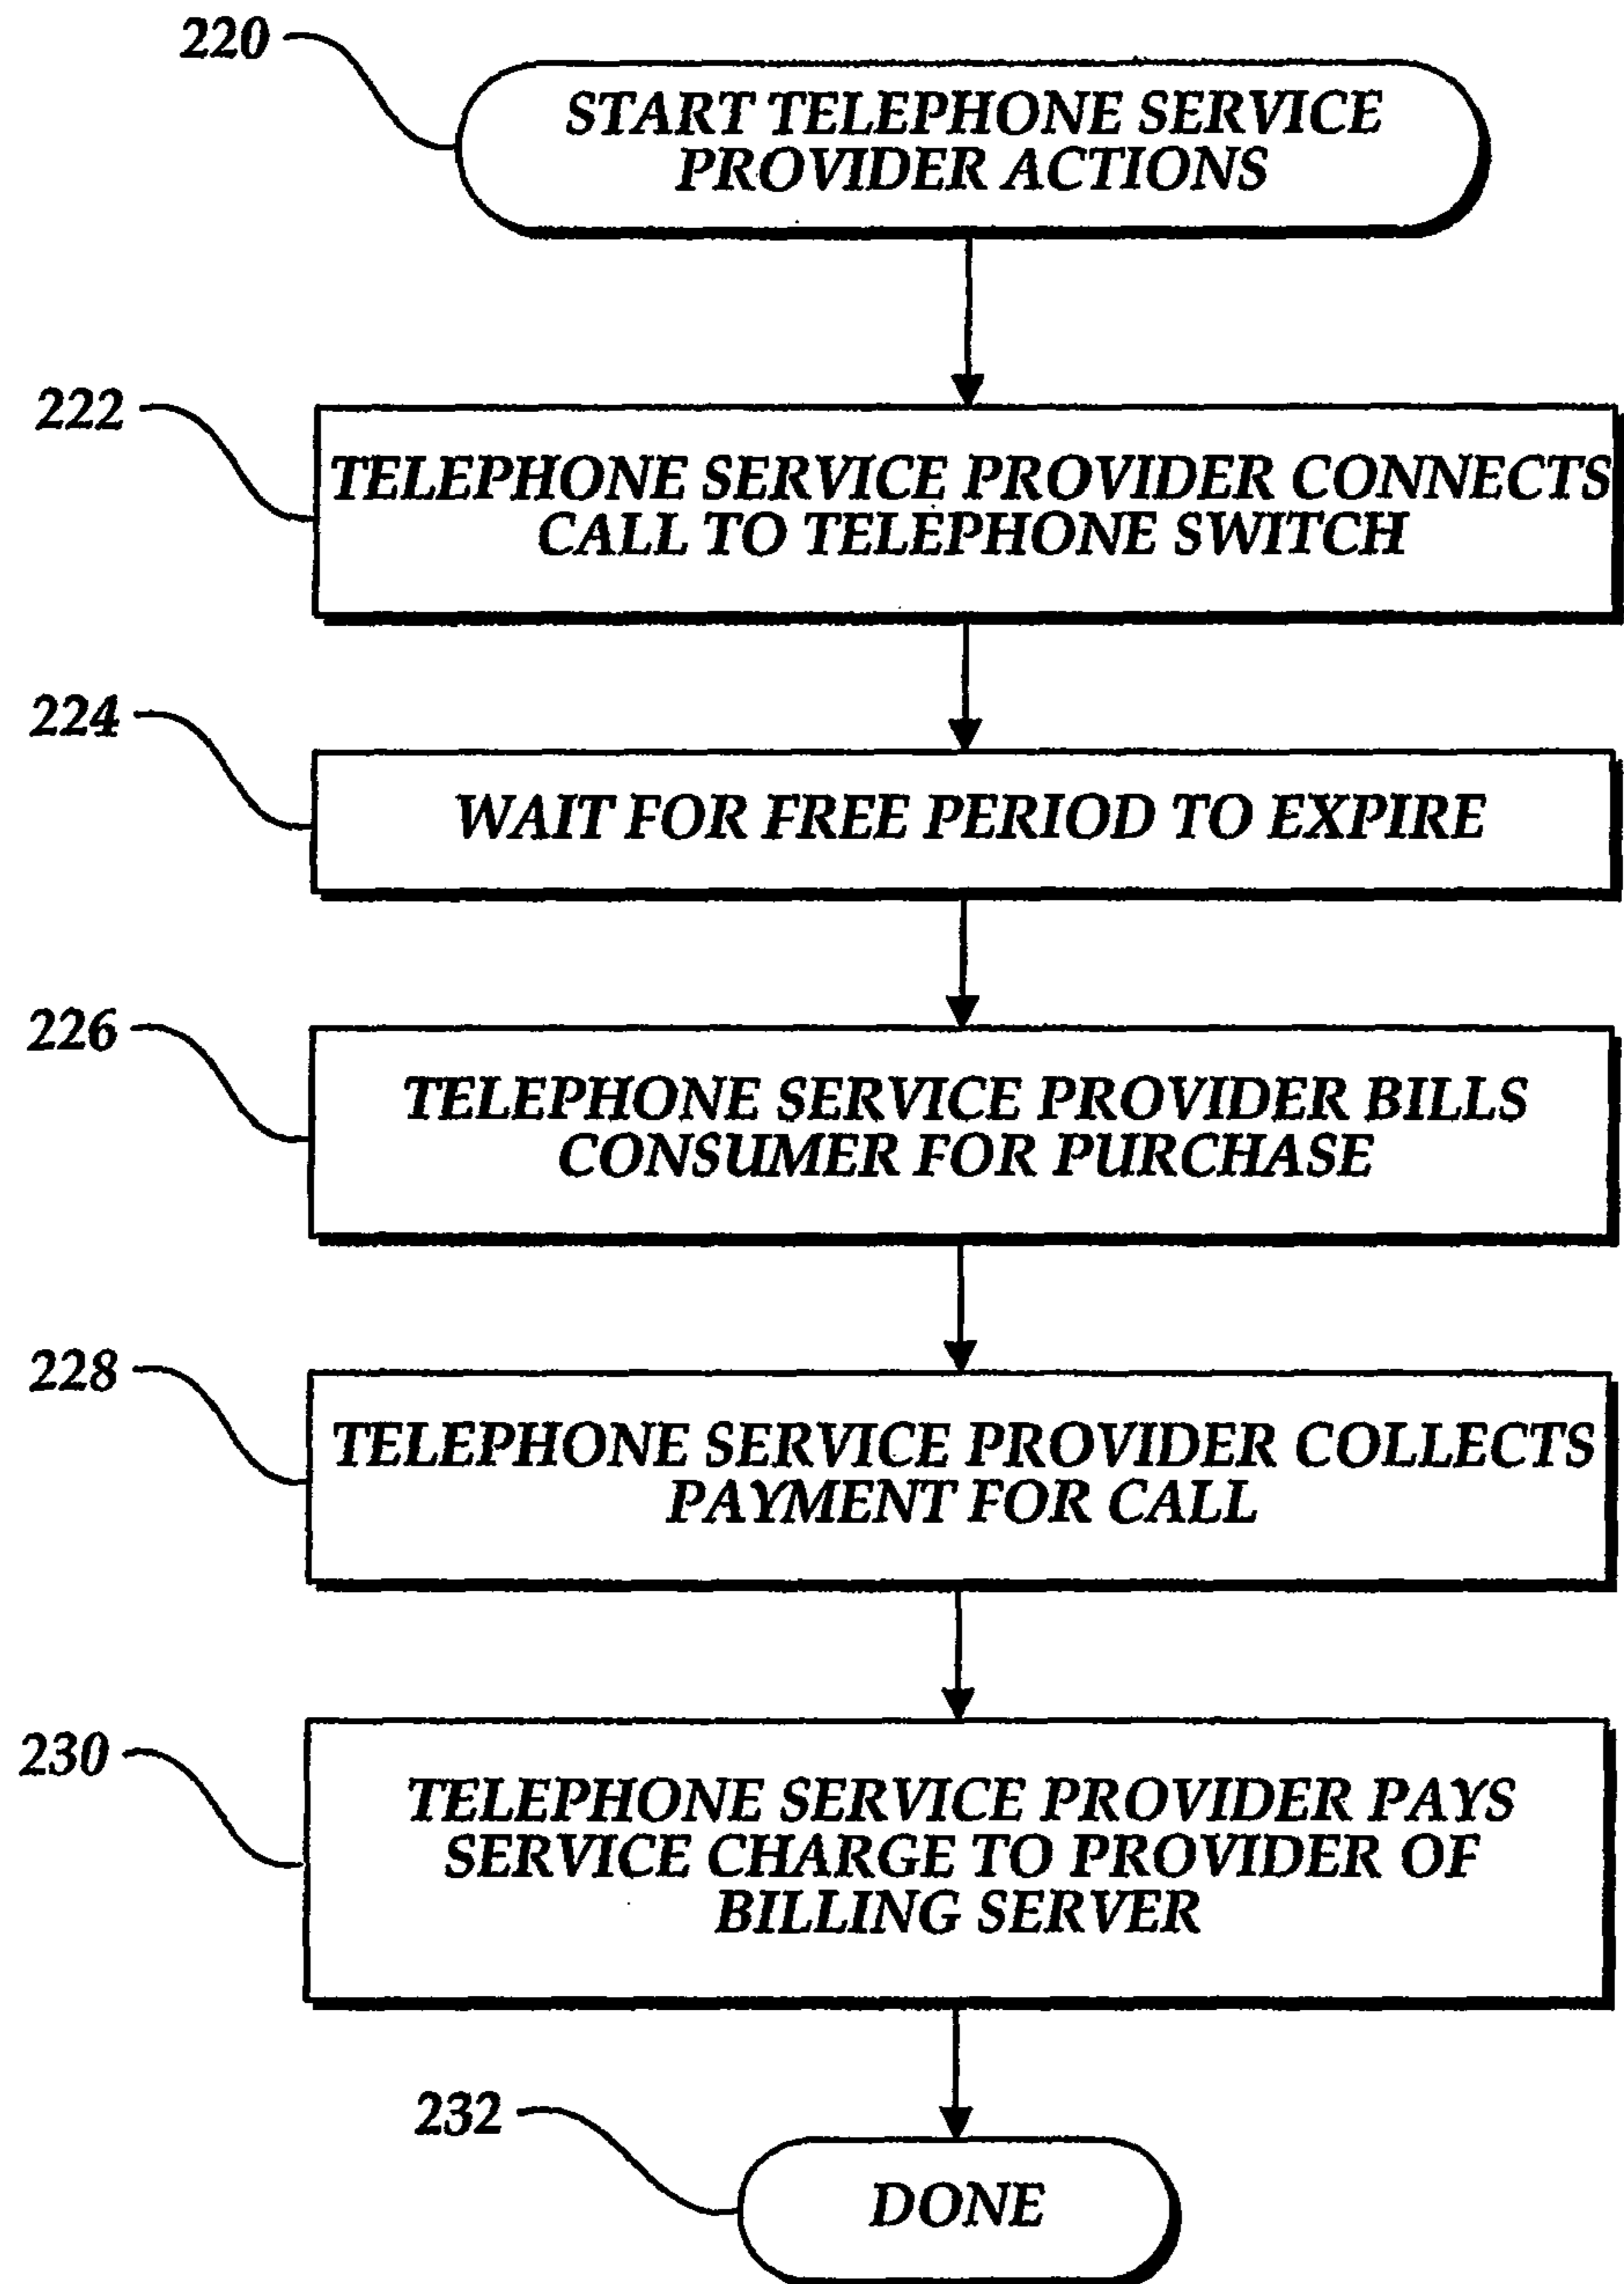 220
START TELEPHONE SERVICE
PROVIDER ACTIONS
222
TELEPHONE SERVICE PROVIDER CONNECTS
CALL TO TELEPHONE SWITCH
224
WAIT FOR FREE PERIOD TO EXPIRE
226
TELEPHONE SERVICE PROVIDER BILLS
CONSUMER FOR PURCHASE
228
TELEPHONE SERVICE PROVIDER COLLECTS
PAYMENT FOR CALL
230
TELEPHONE SERVICE PROVIDER PAYS
SERVICE CHARGE TO PROVIDER OF
BILLING SERVER
232
DONE